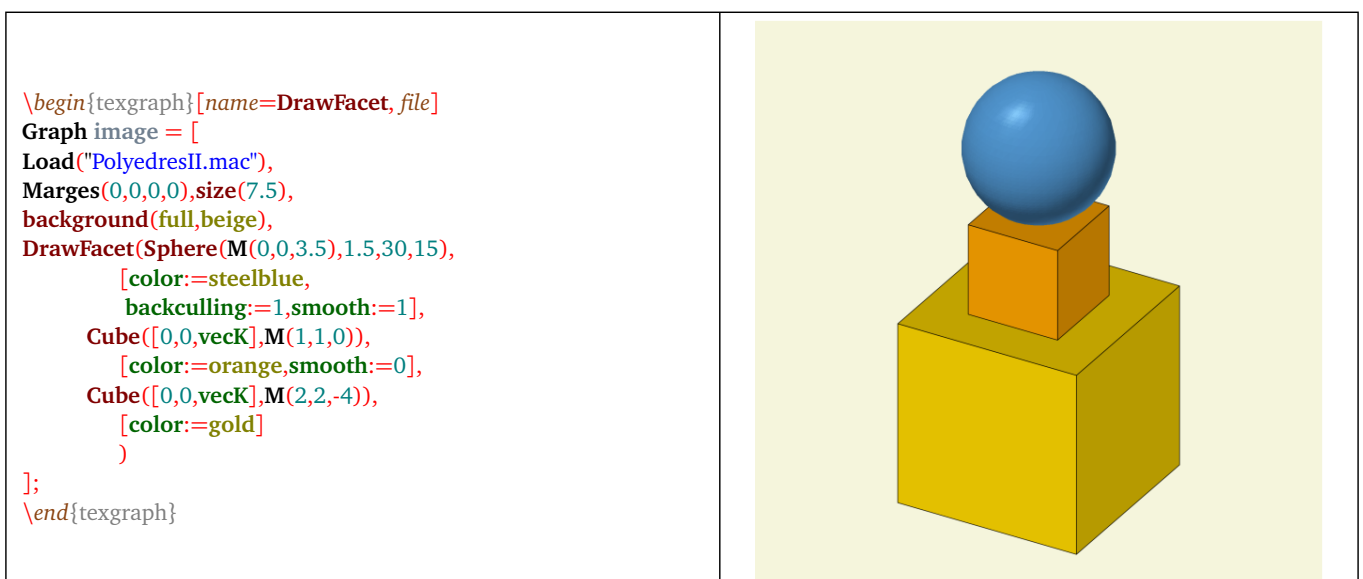 \begin{texgraph}[name=DrawFacet, file]
Graph image = [
Load("PolyedresII.mac"),
Marges(0,0,0,0),size(7.5),
background(full,beige),
DrawFacet(Sphere(M(0,0,3.5),1.5,30,15),
[color:=steelblue,
backculling:=1,smooth:=1],
Cube([0,0,vecK],M(1,1,0)),
[color:=orange,smooth:=0],
Cube([0,0,vecK],M(2,2,-4)),
[color:=gold]
)
];
\end{texgraph}